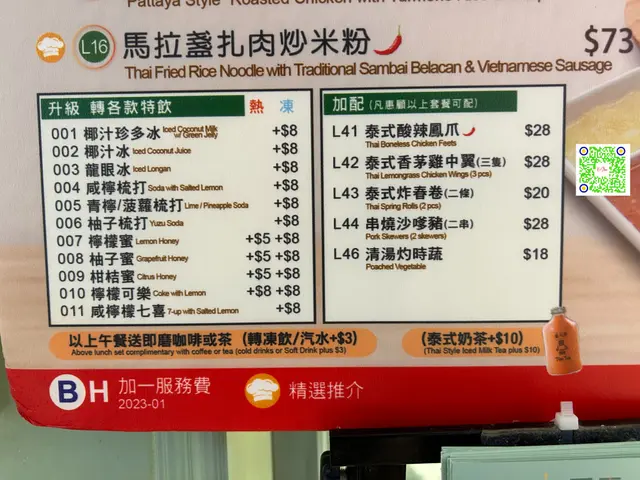 Pattaya Style Roasted Chicken with Turmeric
L16 馬拉盞扎肉炒米粉 $73
Thai Fried Rice Noodle with Traditional Sambai Belacan & Vietnamese Sausage
升級 轉各款特飲 熱 凍
001 椰汁珍多冰 Iced Coconut Milk w/ Green Jelly +$8
002 椰汁冰 Iced Coconut Juice +$8
003 龍眼冰 Iced Longan +$8
004 咸檸梳打 Soda with Salted Lemon +$8
005 青檸/菠蘿梳打 Lime / Pineapple Soda +$8
006 柚子梳打 Yuzu Soda +$8
007 檸檬蜜 Lemon Honey +$5 +$8
008 柚子蜜 Grapefruit Honey +$5 +$8
009 柑桔蜜 Citrus Honey +$5 +$8
010 檸檬可樂 Coke with Lemon +$8 +$8
011 咸檸檬七喜 7-up with Salted Lemon +$8
加配 (凡惠顧以上套餐可配)
L41 泰式酸辣鳳爪 $28
Thai Boneless Chicken Feets
L42 泰式香茅雞中翼(三隻) $28
Thai Lemongrass Chicken Wings (3 pcs)
L43 泰式炸春卷(二條) $20
Thai Spring Rolls (2 pcs)
L44 串燒沙嗲豬(二串) $28
Pork Skewers (2 skewers)
L46 清湯灼時蔬 $18
Poached Vegetable
以上午餐送即磨咖啡或茶 (轉凍飲/汽水+$3)
Above lunch set complimentary with coffee or tea (cold drinks or Soft Drink plus $3)
(泰式奶茶+$10)
(Thai Style Iced Milk Tea plus $10)
BH 加一服務費
2023-01
精選推介